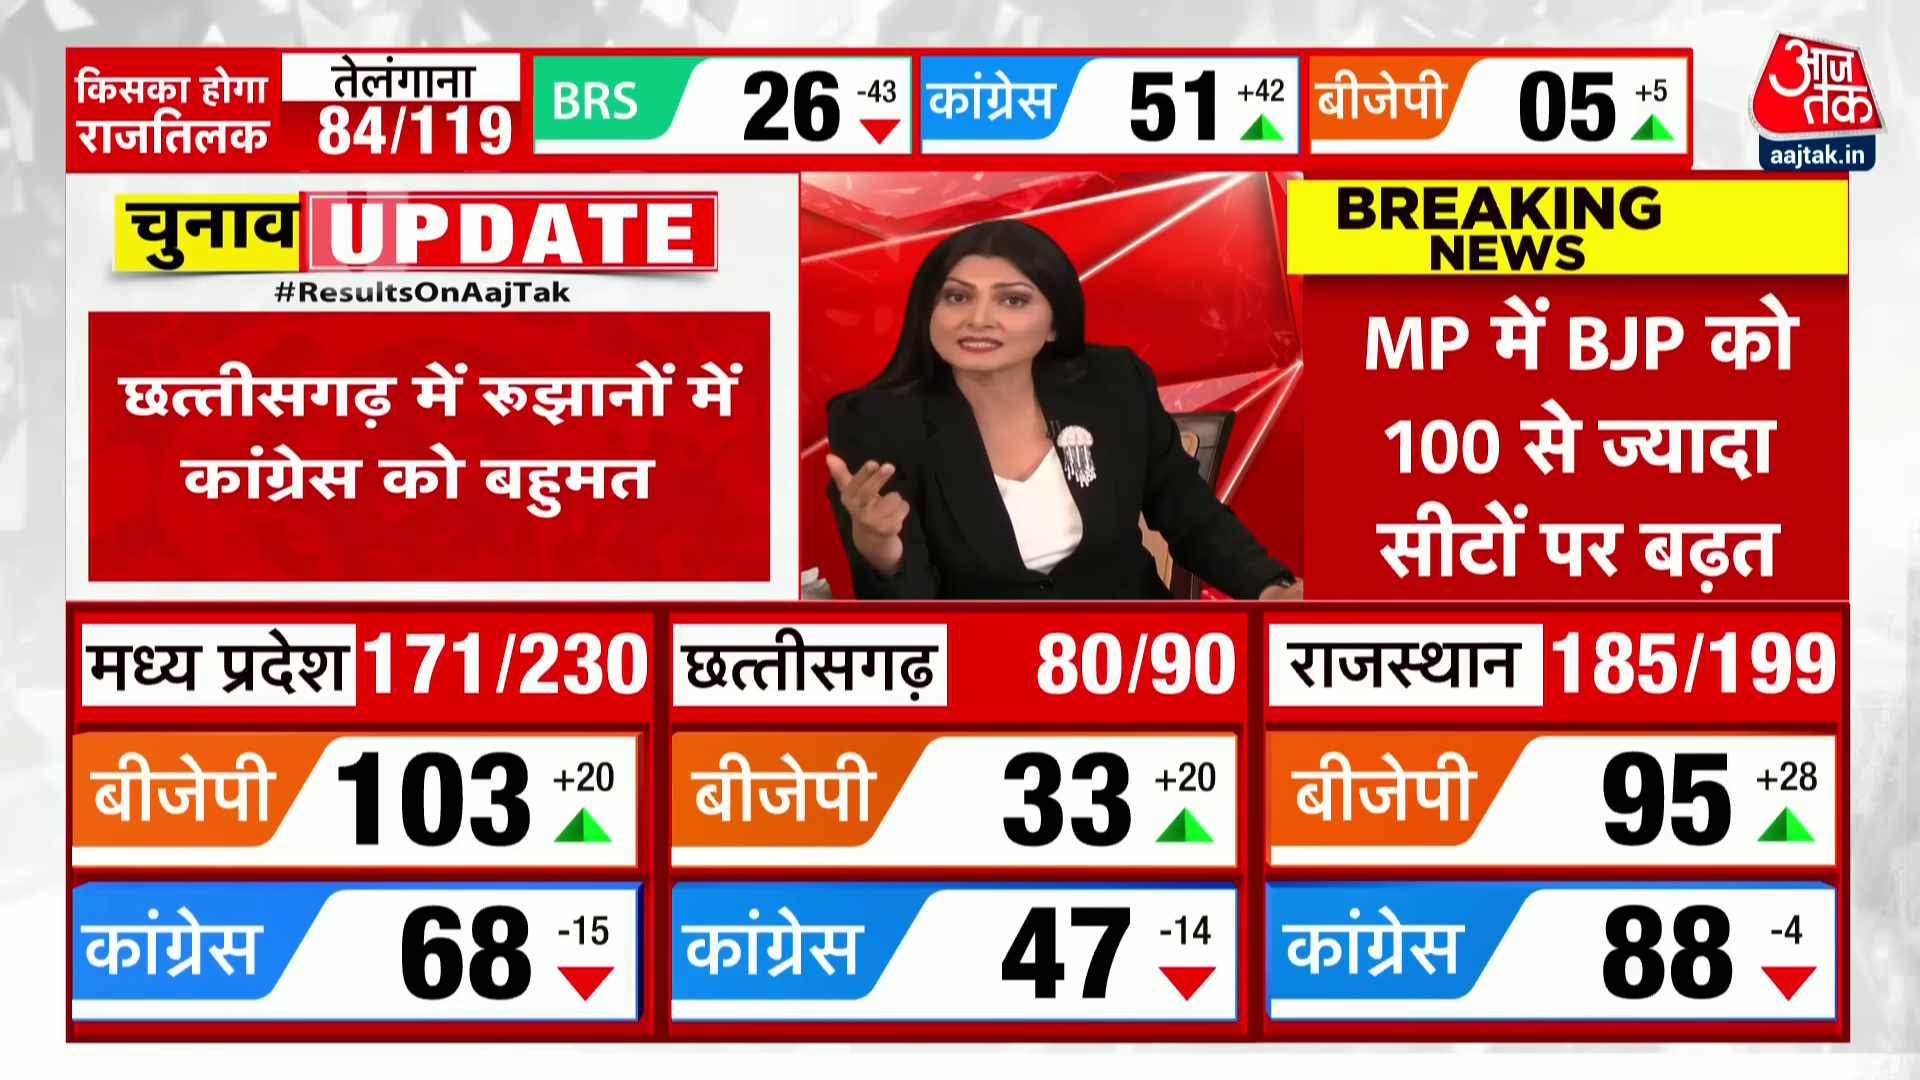 किसका होगा
राजतिलक
तेलंगाना
84/119
BRS 26 -43
कांग्रेस 51 +42
बीजेपी 05 +5
आज
तक
aajtak.in
चुनाव UPDATE
#ResultsOnAajTak
छत्तीसगढ़ में रूझानों में
कांग्रेस को बहुमत
BREAKING
NEWS
MP में BJP को
100 से ज्यादा
सीटों पर बढ़त
मध्य प्रदेश 171/230
बीजेपी 103 +20
कांग्रेस 68 -15
छत्तीसगढ़ 80/90
बीजेपी 33 +20
कांग्रेस 47 -14
राजस्थान 185/199
बीजेपी 95 +28
कांग्रेस 88 -4